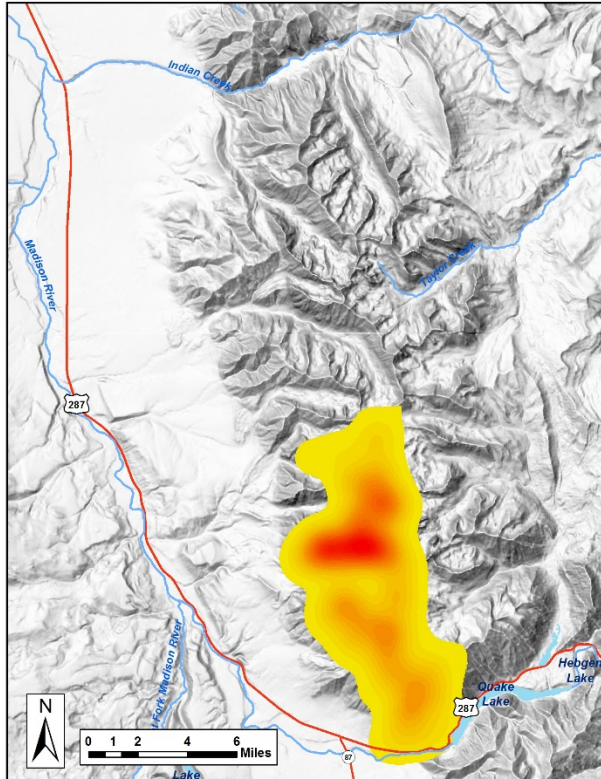 Indian Creek
Madison River
Taylor Creek
287
Fork Madison River
Hebgen
Lake
Quake
Lake
287
N
0 1 2 4 6
Miles
87
Lake